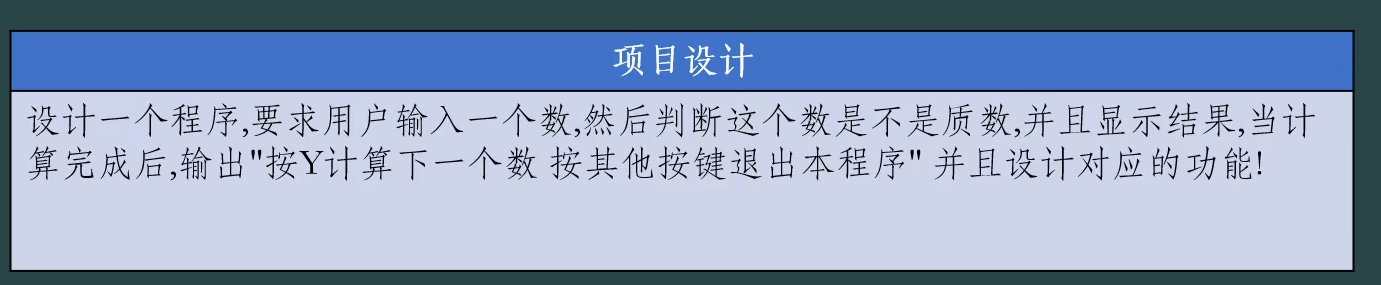 项目设计
设计一个程序,要求用户输入一个数,然后判断这个数是不是质数,并且显示结果,当计
算完成后,输出"按Y计算下一个数 按其他按键退出本程序" 并且设计对应的功能!